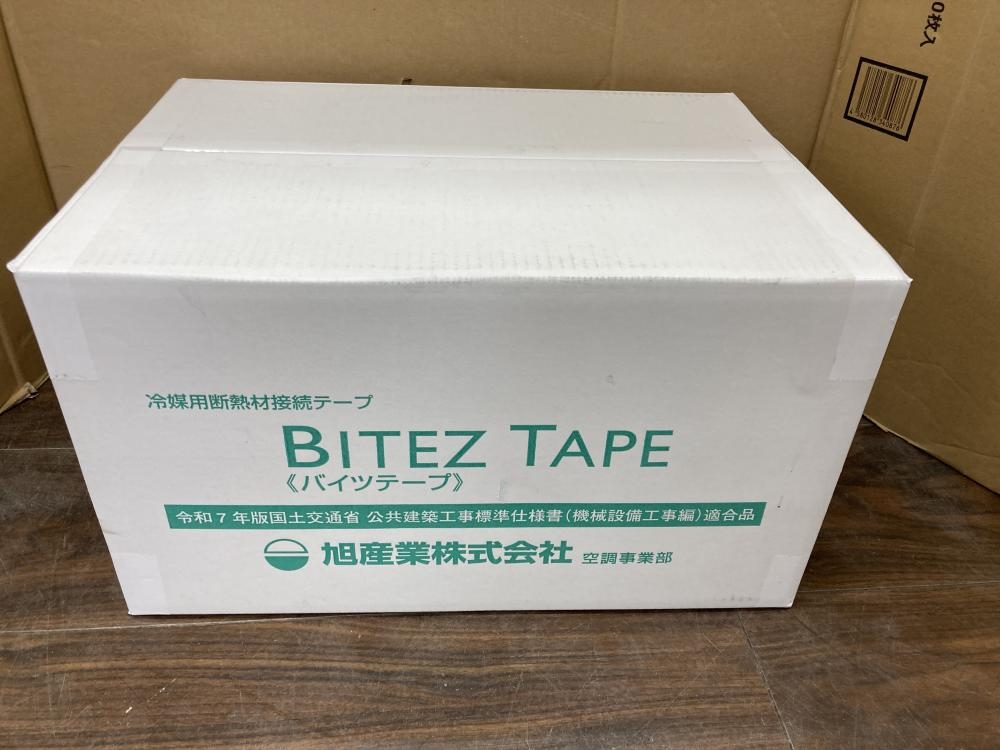 冷媒用断熱材接続テープ
BITEZ TAPE
《バイツテープ》
令和7年版国土交通省 公共建築工事標準仕様書(機械設備工事編)適合品
旭産業株式会社 空調事業部
0枚入